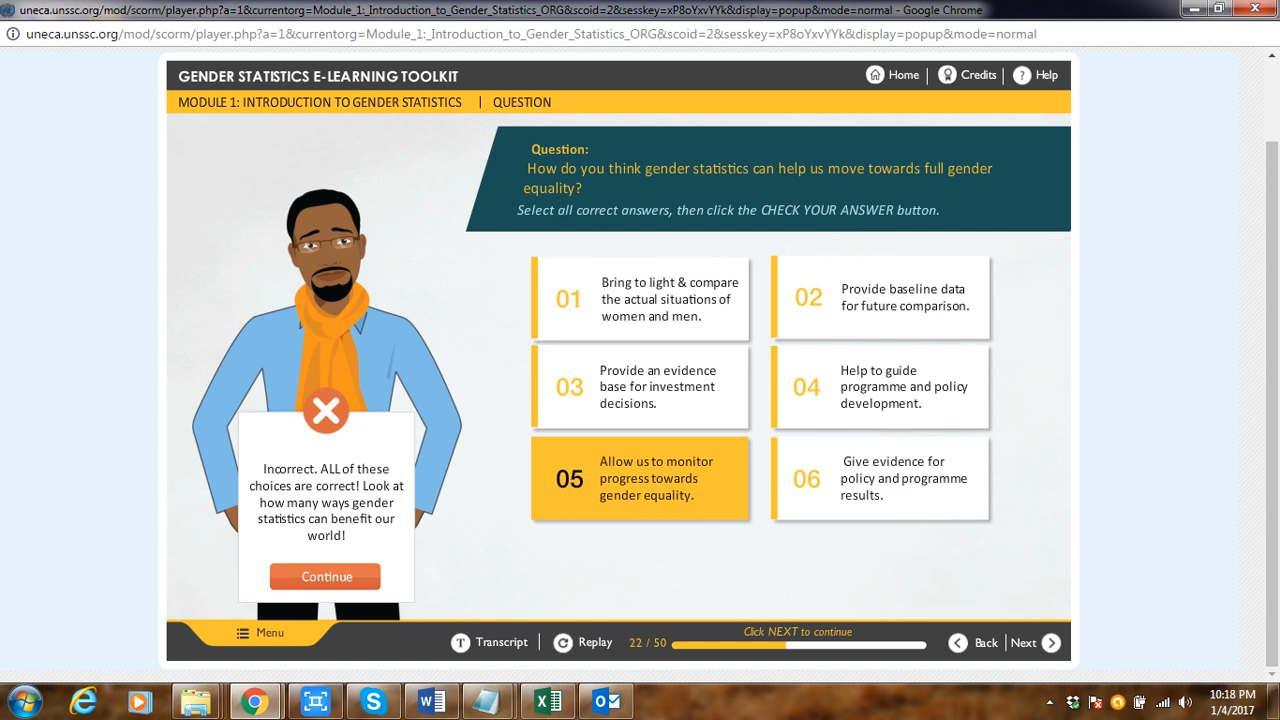 uneca.unssc.org/mod/scorm/player.php?a=1&currentorg=Module_1:_Introduction_to_Gender_Statistics_ORG&scoid=2&sesskey=xP8oYxvYYk&display=popup&mode=normal - Google Chrome
uneca.unssc.org/mod/scorm/player.php?a=1&currentorg=Module_1:_Introduction_to_Gender_Statistics_ORG&scoid=2&sesskey=xP8oYxvYYk&display=popup&mode=normal
GENDER STATISTICS E-LEARNING TOOLKIT
Home | Credits | ? Help
MODULE 1: INTRODUCTION TO GENDER STATISTICS | QUESTION
Question:
How do you think gender statistics can help us move towards full gender
equality?
Select all correct answers, then click the CHECK YOUR ANSWER button.
01
Bring to light & compare
the actual situations of
women and men.
02
Provide baseline data
for future comparison.
03
Provide an evidence
base for investment
decisions.
04
Help to guide
programme and policy
development.
05
Allow us to monitor
progress towards
gender equality.
06
Give evidence for
policy and programme
results.
Incorrect. ALL of these
choices are correct! Look at
how many ways gender
statistics can benefit our
world!
Continue
Menu
T Transcript | Replay
22 / 50
Click NEXT to continue
Back | Next
10:18 PM
1/4/2017